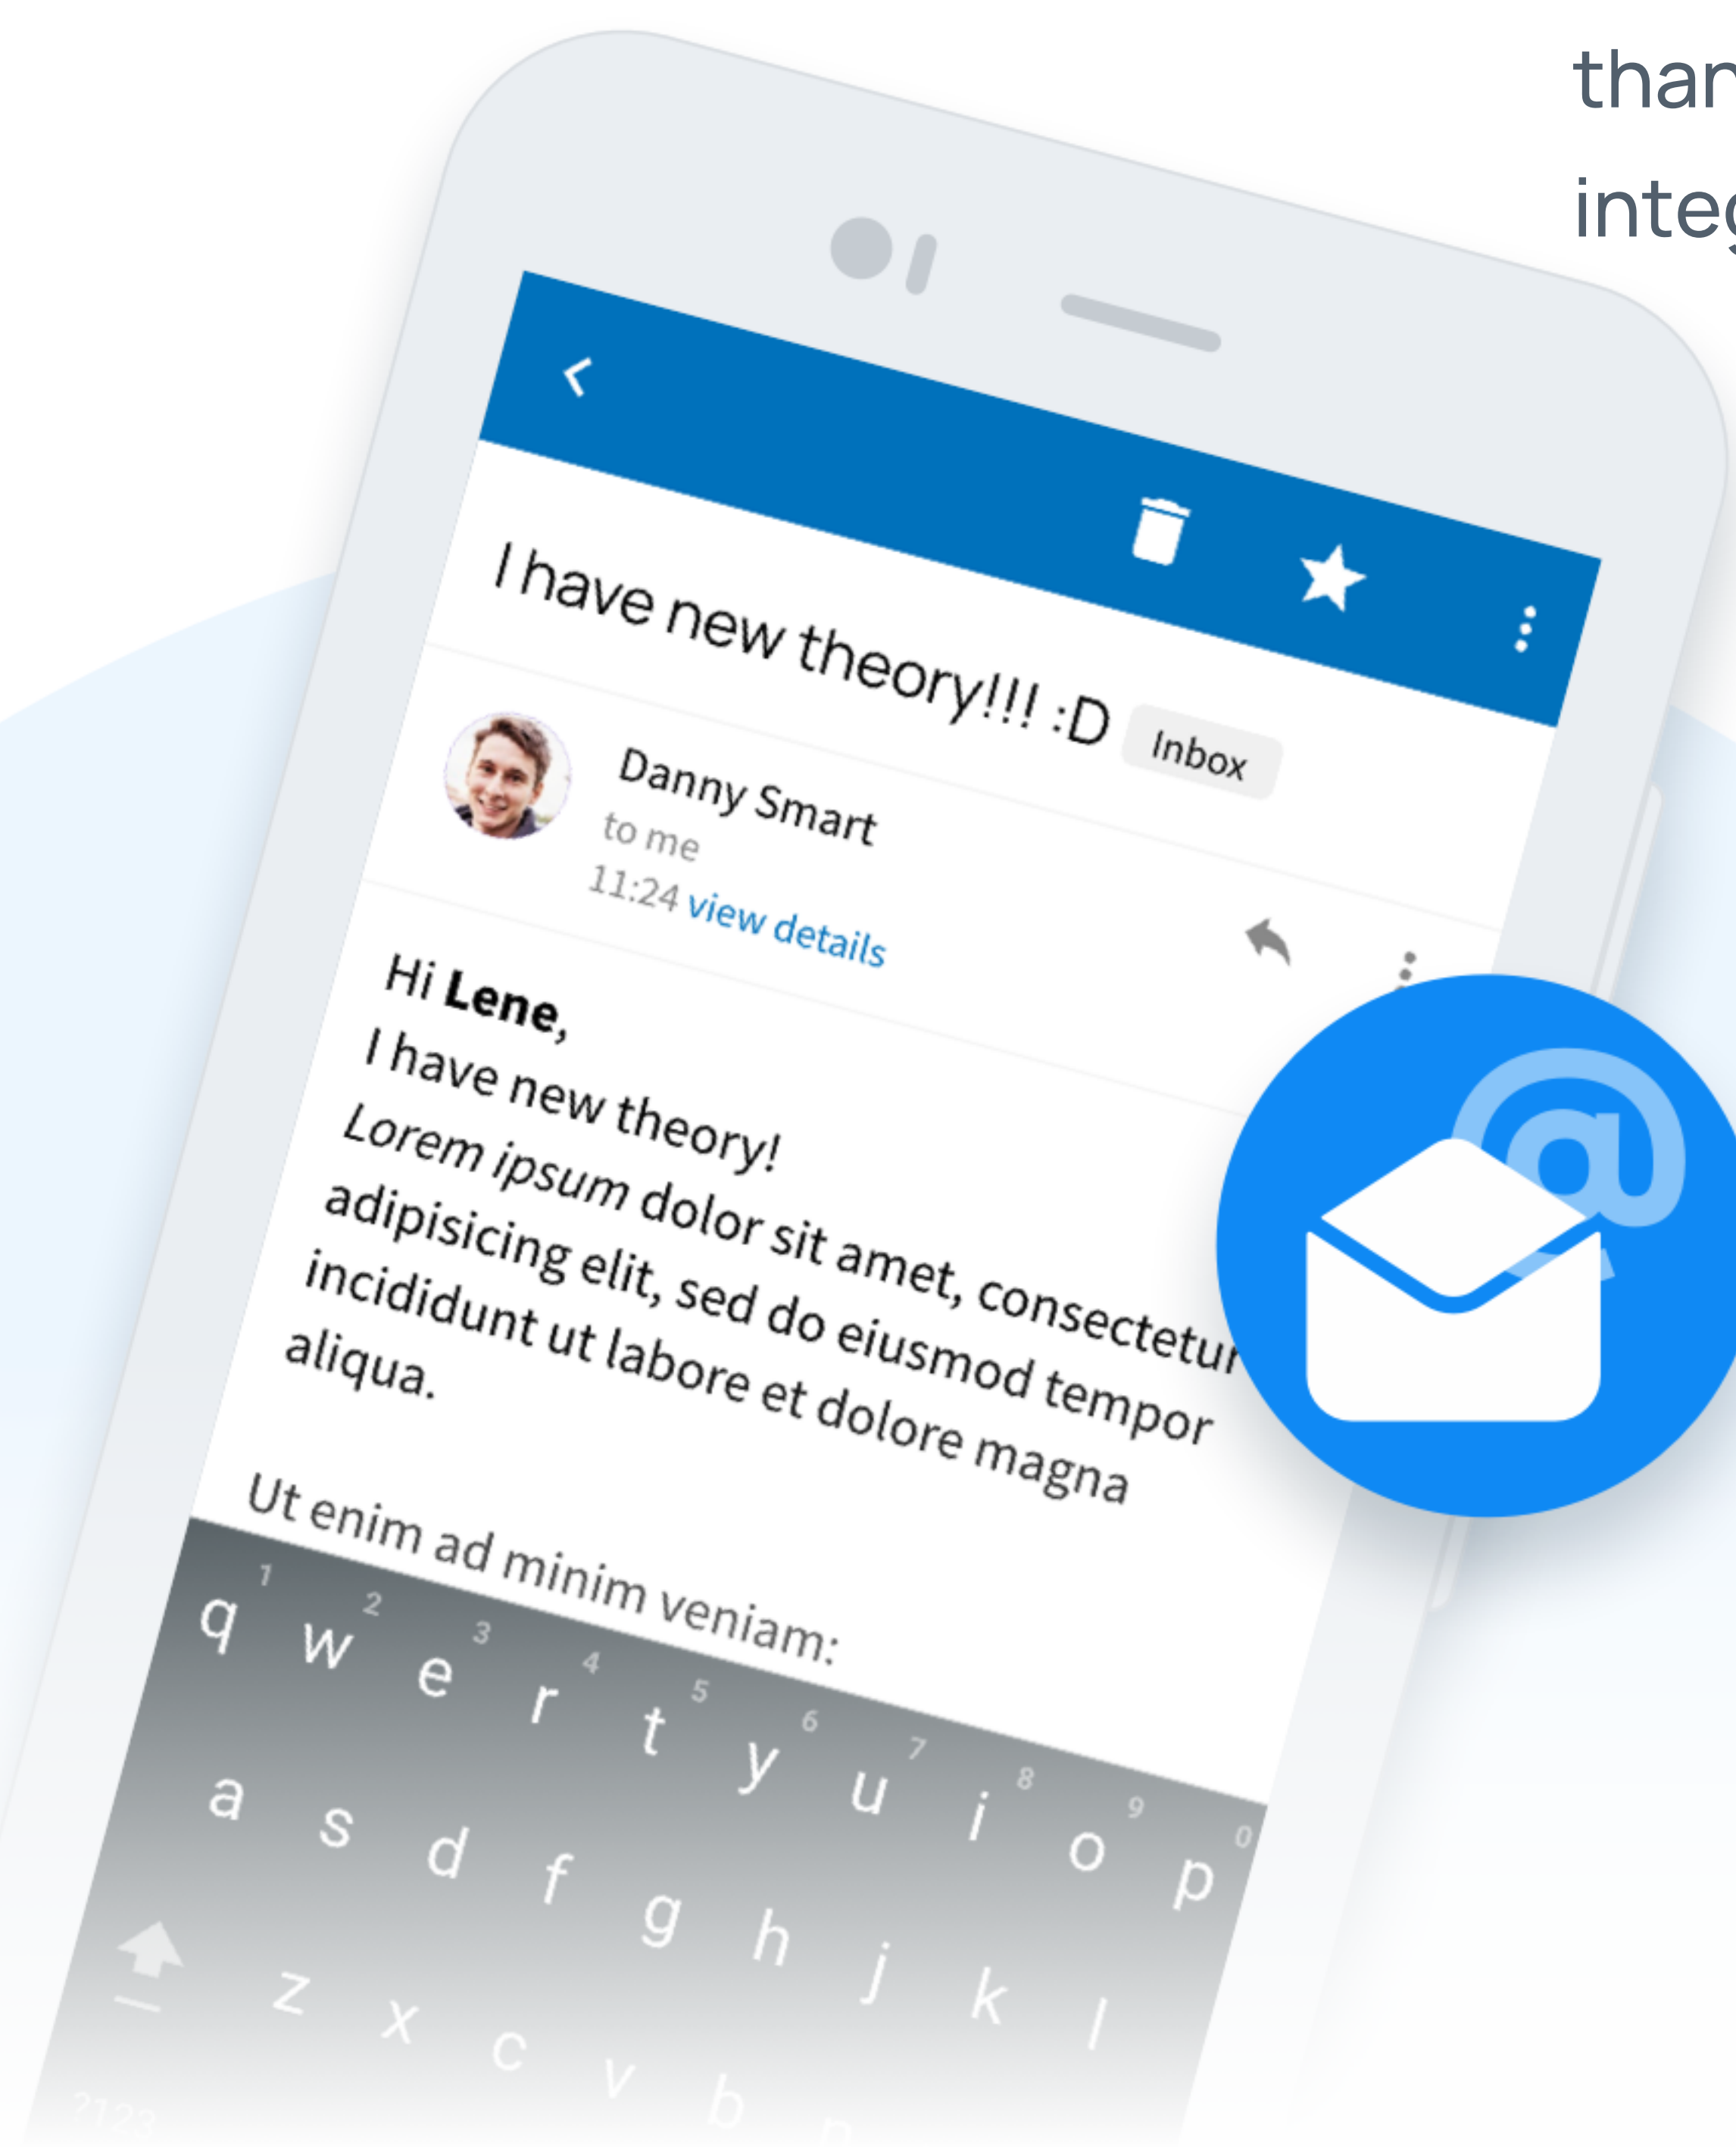 than
integ
I have new theory!!! :D Inbox
Danny Smart
to me
11:24 view details
Hi Lene,
I have new theory!
Lorem ipsum dolor sit amet, consectetur
adipisicing elit, sed do eiusmod tempor
incididunt ut labore et dolore magna
aliqua.
Ut enim ad minim veniam:
1 2 3 4 5 6 7 8 9 0
q w e r t y u i o p
a s d f g h j k l
z x c v b n
?123
@